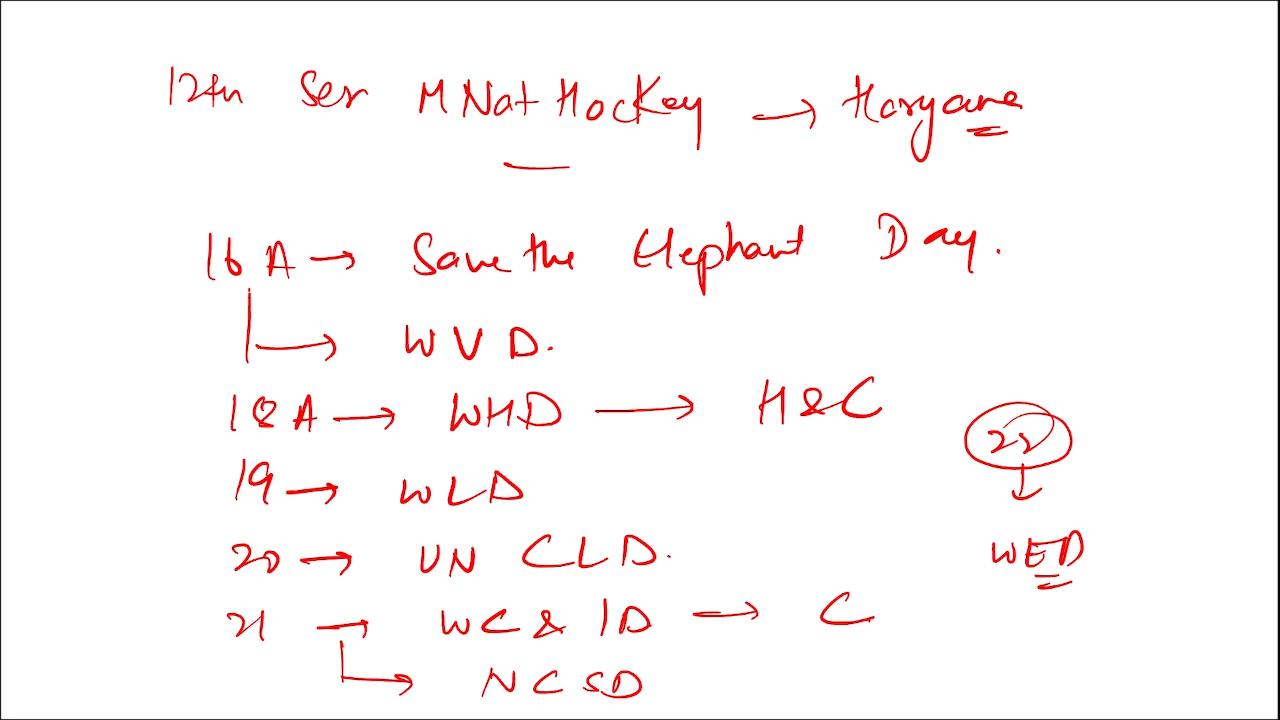 12th Ser M Nat Hockey → Haryana
16 A → Save the Elephant Day.
→ W V D.
18 A → WHD → H & C
19 → WLD
20 → UN CLD.
21 → WC & ID → C
→ NCSD
22
↓
WED